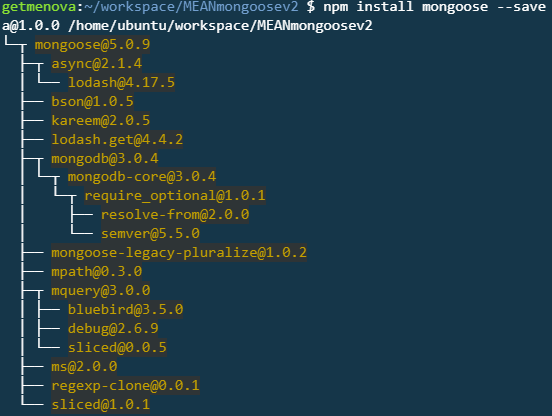 getmenova:~/workspace/MEANmongoosev2 $ npm install mongoose --save
a@1.0.0 /home/ubuntu/workspace/MEANmongoosev2
└─┬ mongoose@5.0.9
  ├─┬ async@2.1.4
  │ └── lodash@4.17.5
  ├── bson@1.0.5
  ├── kareem@2.0.5
  ├── lodash.get@4.4.2
  ├─┬ mongodb@3.0.4
  │ └─┬ mongodb-core@3.0.4
  │   └─┬ require_optional@1.0.1
  │     ├── resolve-from@2.0.0
  │     └── semver@5.5.0
  ├── mongoose-legacy-pluralize@1.0.2
  ├── mpath@0.3.0
  ├─┬ mquery@3.0.0
  │ ├── bluebird@3.5.0
  │ ├── debug@2.6.9
  │ └── sliced@0.0.5
  ├── ms@2.0.0
  ├── regexp-clone@0.0.1
  └── sliced@1.0.1